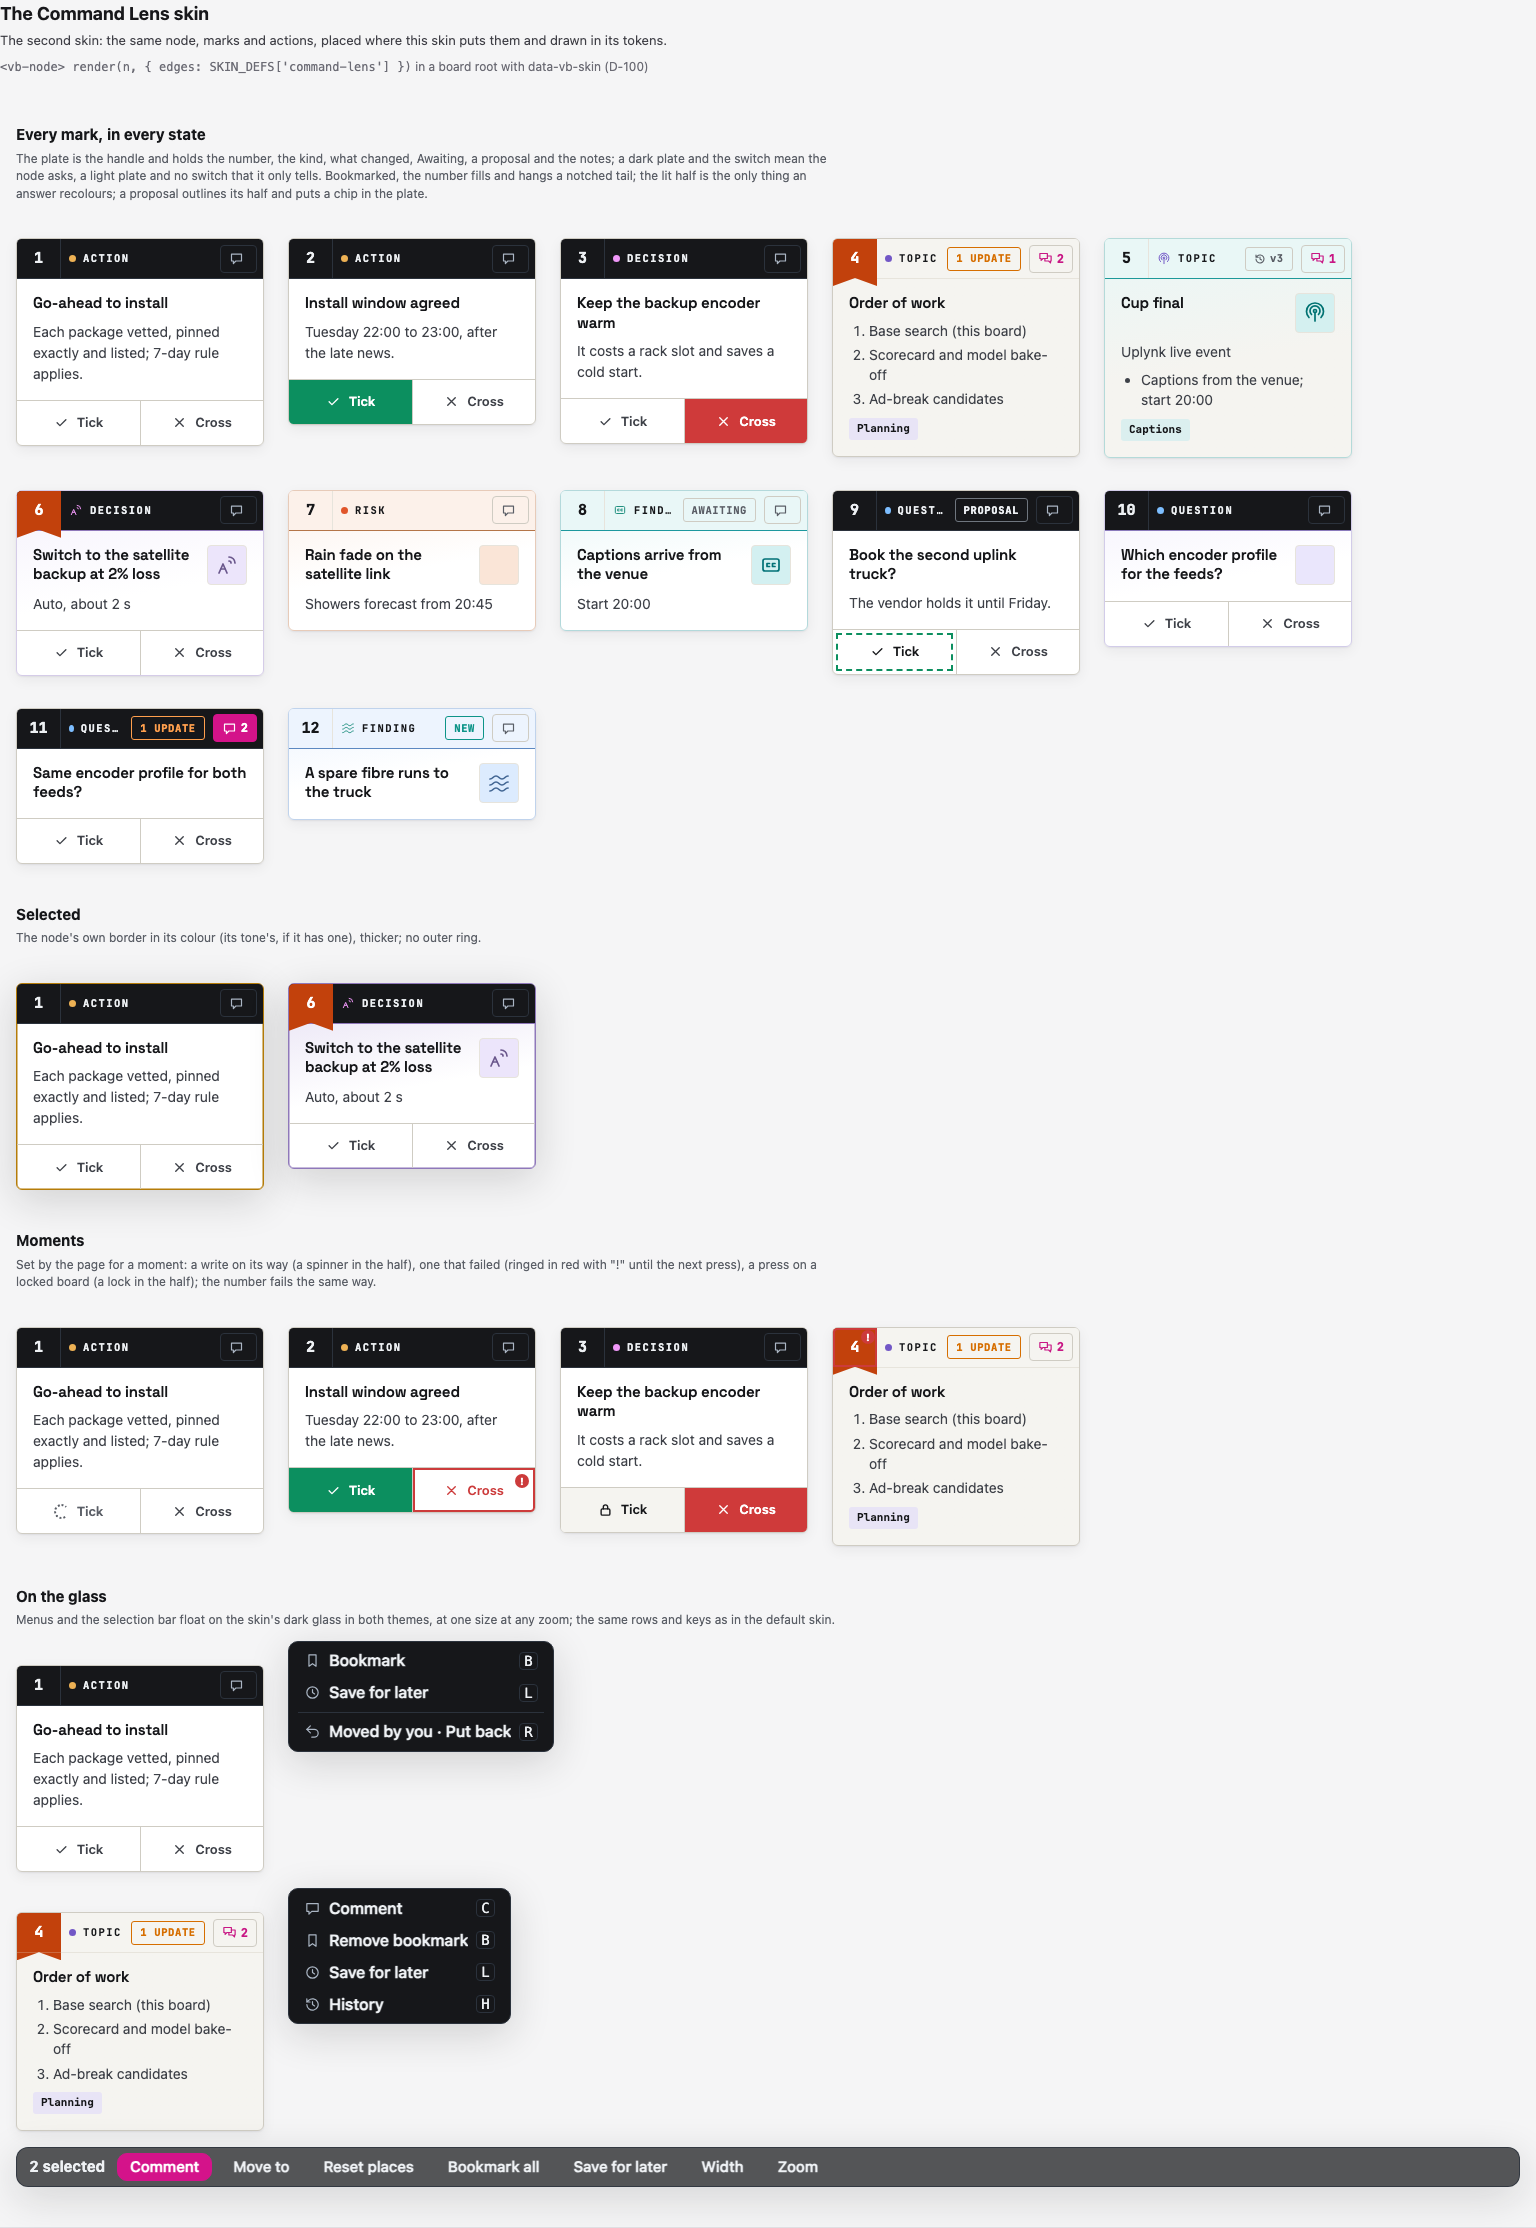 The Command Lens skin
The second skin: the same node, marks and actions, placed where this skin puts them and drawn in its tokens.
<vb-node> render(n, { edges: SKIN_DEFS['command-lens'] }) in a board root with data-vb-skin (D-100)
Every mark, in every state
The plate is the handle and holds the number, the kind, what changed, Awaiting, a proposal and the notes; a dark plate and the switch mean the
node asks, a light plate and no switch that it only tells. Bookmarked, the number fills and hangs a notched tail; the lit half is the only thing an
answer recolours; a proposal outlines its half and puts a chip in the plate.
1 ACTION
Go-ahead to install
Each package vetted, pinned
exactly and listed; 7-day rule
applies.
Tick Cross
2 ACTION
Install window agreed
Tuesday 22:00 to 23:00, after
the late news.
Tick Cross
3 DECISION
Keep the backup encoder
warm
It costs a rack slot and saves a
cold start.
Tick Cross
4 TOPIC 1 UPDATE 2
Order of work
1. Base search (this board)
2. Scorecard and model bake-
off
3. Ad-break candidates
Planning
5 TOPIC v3 1
Cup final
Uplynk live event
• Captions from the venue;
start 20:00
Captions
6 DECISION
Switch to the satellite
backup at 2% loss
Auto, about 2 s
Tick Cross
7 RISK
Rain fade on the
satellite link
Showers forecast from 20:45
8 FIND… AWAITING
Captions arrive from
the venue
Start 20:00
9 QUEST… PROPOSAL
Book the second uplink
truck?
The vendor holds it until Friday.
Tick Cross
10 QUESTION
Which encoder profile
for the feeds?
Tick Cross
11 QUES… 1 UPDATE 2
Same encoder profile for both
feeds?
Tick Cross
12 FINDING NEW
A spare fibre runs to
the truck
Selected
The node's own border in its colour (its tone's, if it has one), thicker; no outer ring.
1 ACTION
Go-ahead to install
Each package vetted, pinned
exactly and listed; 7-day rule
applies.
Tick Cross
6 DECISION
Switch to the satellite
backup at 2% loss
Auto, about 2 s
Tick Cross
Moments
Set by the page for a moment: a write on its way (a spinner in the half), one that failed (ringed in red with "!" until the next press), a press on a
locked board (a lock in the half); the number fails the same way.
1 ACTION
Go-ahead to install
Each package vetted, pinned
exactly and listed; 7-day rule
applies.
Tick Cross
2 ACTION
Install window agreed
Tuesday 22:00 to 23:00, after
the late news.
Tick Cross !
3 DECISION
Keep the backup encoder
warm
It costs a rack slot and saves a
cold start.
Tick Cross
4 ! TOPIC 1 UPDATE 2
Order of work
1. Base search (this board)
2. Scorecard and model bake-
off
3. Ad-break candidates
Planning
On the glass
Menus and the selection bar float on the skin's dark glass in both themes, at one size at any zoom; the same rows and keys as in the default skin.
1 ACTION
Go-ahead to install
Each package vetted, pinned
exactly and listed; 7-day rule
applies.
Tick Cross
Bookmark B
Save for later L
Moved by you · Put back R
4 TOPIC 1 UPDATE 2
Order of work
1. Base search (this board)
2. Scorecard and model bake-
off
3. Ad-break candidates
Planning
Comment C
Remove bookmark B
Save for later L
History H
2 selected Comment Move to Reset places Bookmark all Save for later Width Zoom